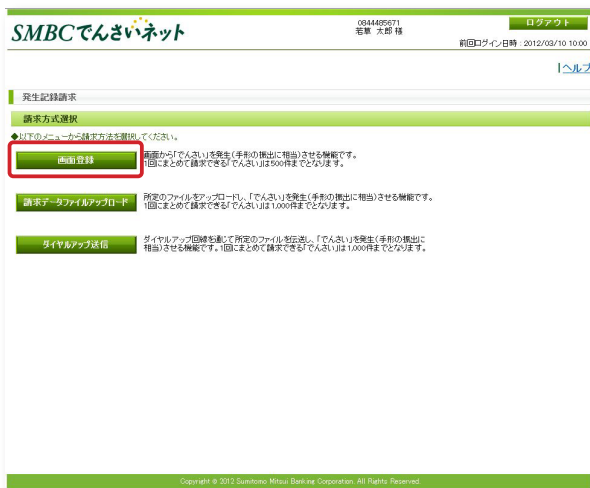 SMBCでんさいネット
0844485671
若草 太郎 様
ログアウト
前回ログイン日時：2012/03/10 10:00
|ヘルプ
発生記録請求
請求方式選択
◆以下のメニューから請求方法を選択してください。
画面登録
画面から「でんさい」を発生(手形の振出に相当)させる機能です。
1回にまとめて請求できる「でんさい」は500件までとなります。
請求データファイルアップロード
所定のファイルをアップロードし、「でんさい」を発生(手形の振出に相当)させる機能です。
1回にまとめて請求できる「でんさい」は1,000件までとなります。
ダイヤルアップ送信
ダイヤルアップ回線を通じて所定のファイルを伝送し、「でんさい」を発生(手形の振出に
相当)させる機能です。1回にまとめて請求できる「でんさい」は1,000件までとなります。
Copyright © 2012 Sumitomo Mitsui Banking Corporation. All Rights Reserved.